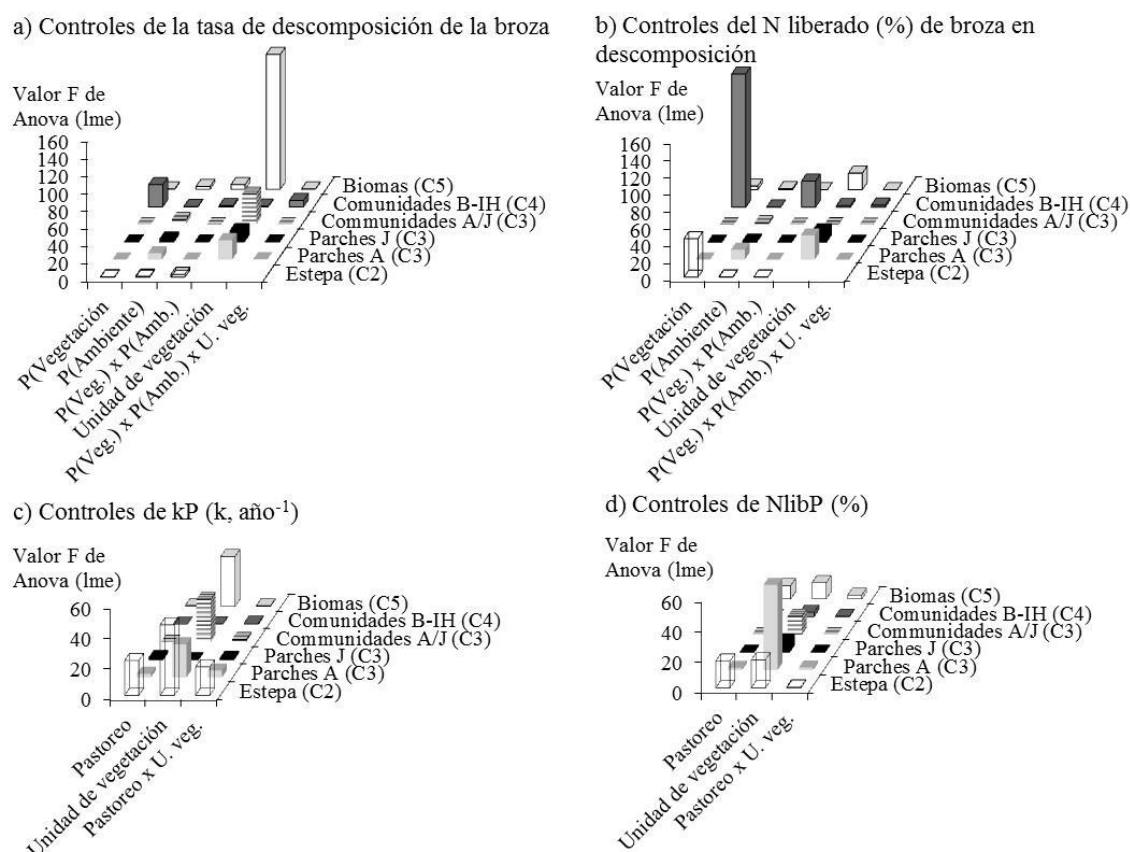 a) Controles de la tasa de descomposición de la broza
Valor F de
Anova (lme)
160
140
120
100
80
60
40
20
0
Biomas (C5)
Comunidades B-IH (C4)
Communidades A/J (C3)
Parches J (C3)
Parches A (C3)
Estepa (C2)
P(Vegetación)
P(Ambiente)
P(Veg.) x P(Amb.)
Unidad de vegetación
P(Veg.) x P(Amb.) x U. veg.
b) Controles del N liberado (%) de broza en
descomposición
Valor F de
Anova (lme)
160
140
120
100
80
60
40
20
0
Biomas (C5)
Comunidades B-IH (C4)
Communidades A/J (C3)
Parches J (C3)
Parches A (C3)
Estepa (C2)
P(Vegetación)
P(Ambiente)
P(Veg.) x P(Amb.)
Unidad de vegetación
P(Veg.) x P(Amb.) x U. veg.
c) Controles de kP (k, año-1)
Valor F de
Anova (lme)
60
40
20
0
Biomas (C5)
Comunidades B-IH (C4)
Communidades A/J (C3)
Parches J (C3)
Parches A (C3)
Estepa (C2)
Pastoreo
Unidad de vegetación
Pastoreo x U. veg.
d) Controles de NlibP (%)
Valor F de
Anova (lme)
60
40
20
0
Biomas (C5)
Comunidades B-IH (C4)
Communidades A/J (C3)
Parches J (C3)
Parches A (C3)
Estepa (C2)
Pastoreo
Unidad de vegetación
Pastoreo x U. veg.